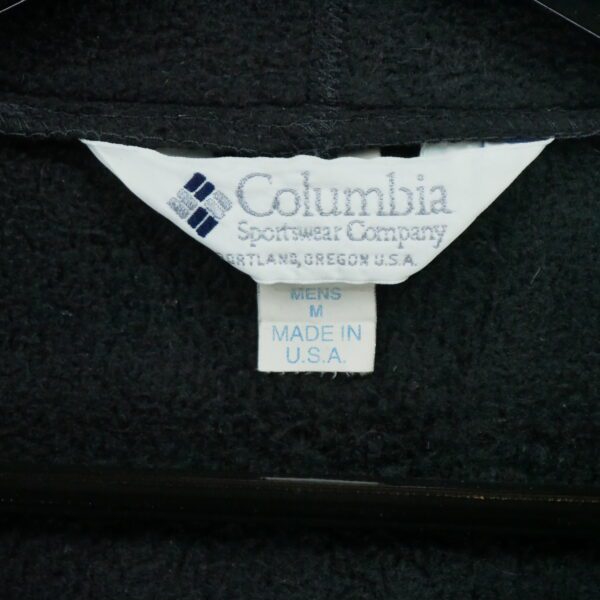 Columbia
Sportswear Company
PORTLAND, OREGON U.S.A.
MENS
M
MADE IN
U.S.A.